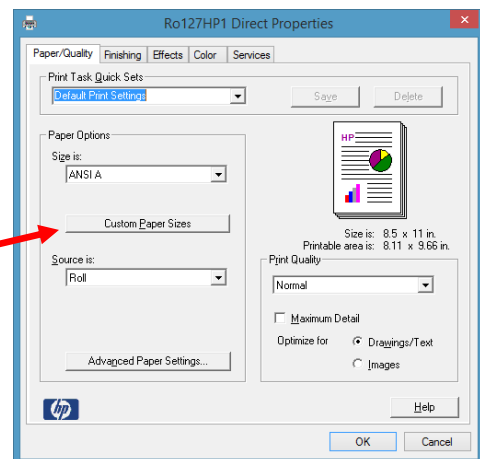 Ro127HP1 Direct Properties
Paper/Quality Finishing Effects Color Services
Print Task Quick Sets
Default Print Settings
Save Delete
Paper Options
Size is:
ANSI A
Custom Paper Sizes
Source is:
Roll
Advanced Paper Settings...
HP
Size is: 8.5 x 11 in.
Printable area is: 8.11 x 9.66 in.
Print Quality
Normal
Maximum Detail
Optimize for Drawings/Text
Images
hp
Help
OK Cancel